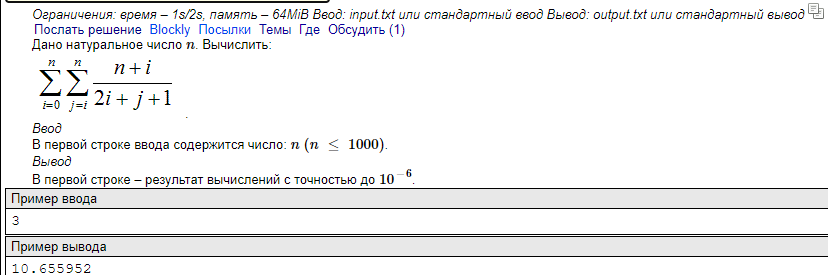 Ограничения: время – 1s/2s, память – 64MiB Ввод: input.txt или стандартный ввод Вывод: output.txt или стандартный вывод
Послать решение Blockly Посылки Темы Где Обсудить (1)
Дано натуральное число n. Вычислить:
\sum_{i=0}^{n} \sum_{j=i}^{n} \frac{n+i}{2i+j+1} .
Ввод
В первой строке ввода содержится число: n (n ≤ 1000).
Вывод
В первой строке – результат вычислений с точностью до 10⁻⁶.
Пример ввода
3
Пример вывода
10.655952